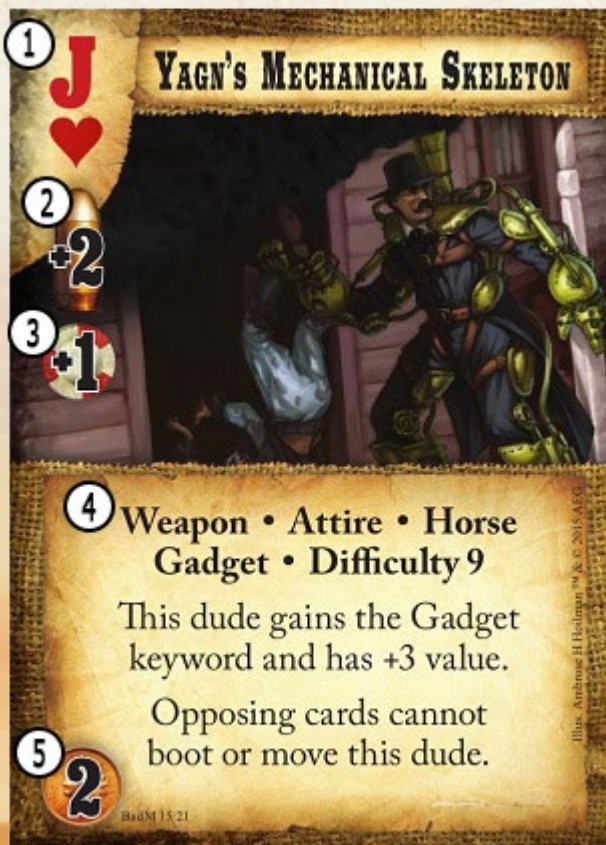 1
J
YAGN'S MECHANICAL SKELETON
2
+2
3
+1
4
Weapon • Attire • Horse
Gadget • Difficulty 9
This dude gains the Gadget
keyword and has +3 value.
Opposing cards cannot
boot or move this dude.
5
2
BadM 15/21
Illus. Ambrose H Hoilman ™ & © 2015 AEG